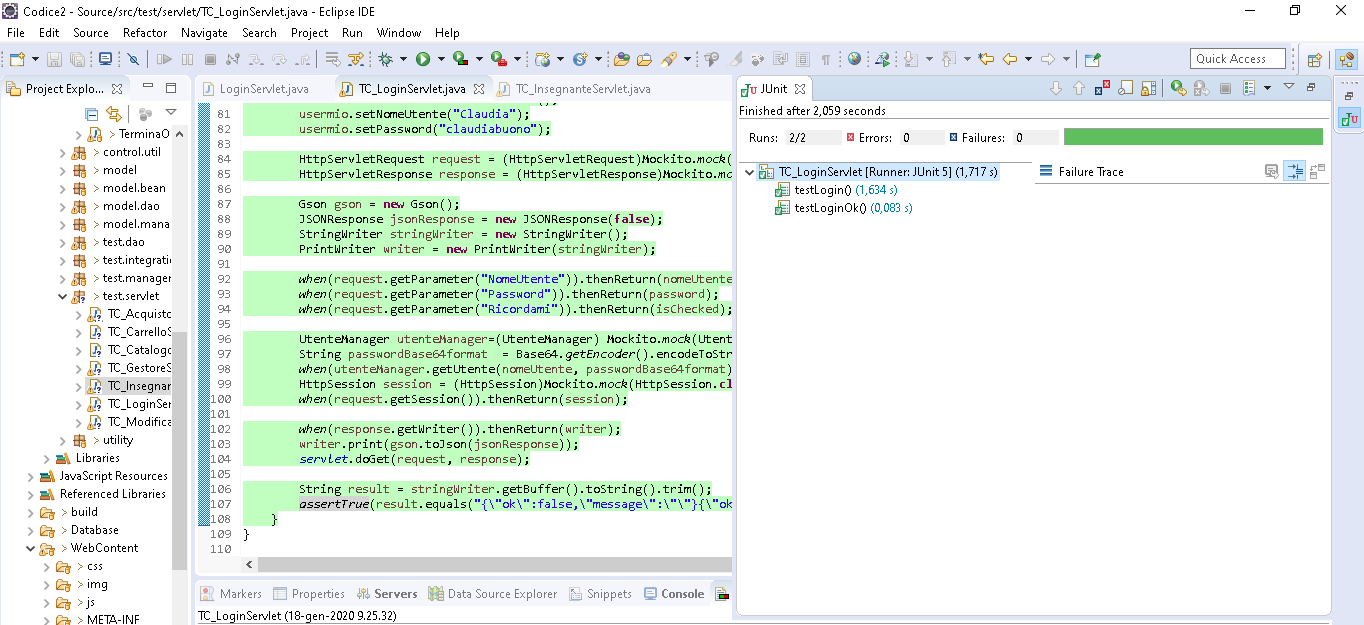 Codice2 - Source/src/test/servlet/TC_LoginServlet.java - Eclipse IDE
File Edit Source Refactor Navigate Search Project Run Window Help
Quick Access
Project Explo...
> TerminaO
> control.util
> model
> model.bean
> model.dao
> model.mana
> test.dao
> test.integratio
> test.manager
> test.servlet
TC_Acquisto
TC_CarrelloS
TC_Catalogo
TC_GestoreS
TC_Insegnar
TC_LoginSer
TC_Modifica
> utility
Libraries
JavaScript Resources
Referenced Libraries
> build
> Database
> WebContent
> css
> img
> js
> META-INF
LoginServlet.java TC_LoginServlet.java TC_InsegnanteServlet.java
81 usermio.setNomeUtente("Claudia");
82 usermio.setPassword("claudiabuono");
83
84 HttpServletRequest request = (HttpServletRequest)Mockito.mock(
85 HttpServletResponse response = (HttpServletResponse)Mockito.mo
86
87 Gson gson = new Gson();
88 JSONResponse jsonResponse = new JSONResponse(false);
89 StringWriter stringWriter = new StringWriter();
90 PrintWriter writer = new PrintWriter(stringWriter);
91
92 when(request.getParameter("NomeUtente")).thenReturn(nomeUtente
93 when(request.getParameter("Password")).thenReturn(password);
94 when(request.getParameter("Ricordami")).thenReturn(isChecked);
95
96 UtenteManager utenteManager=(UtenteManager) Mockito.mock(Utent
97 String passwordBase64format = Base64.getEncoder().encodeToStr
98 when(utenteManager.getUtente(nomeUtente, passwordBase64format)
99 HttpSession session = (HttpSession)Mockito.mock(HttpSession.cl
100 when(request.getSession()).thenReturn(session);
101
102 when(response.getWriter()).thenReturn(writer);
103 writer.print(gson.toJson(jsonResponse));
104 servlet.doGet(request, response);
105
106 String result = stringWriter.getBuffer().toString().trim();
107 assertTrue(result.equals("{\"ok\":false,\"message\":\"\"}{\"ok
108 }
109 }
110
Markers Properties Servers Data Source Explorer Snippets Console
TC_LoginServlet (18-gen-2020 9.25.32)
JUnit
Finished after 2,059 seconds
Runs: 2/2 Errors: 0 Failures: 0
TC_LoginServlet [Runner: JUnit 5] (1,717 s)
testLogin() (1,634 s)
testLoginOk() (0,083 s)
Failure Trace